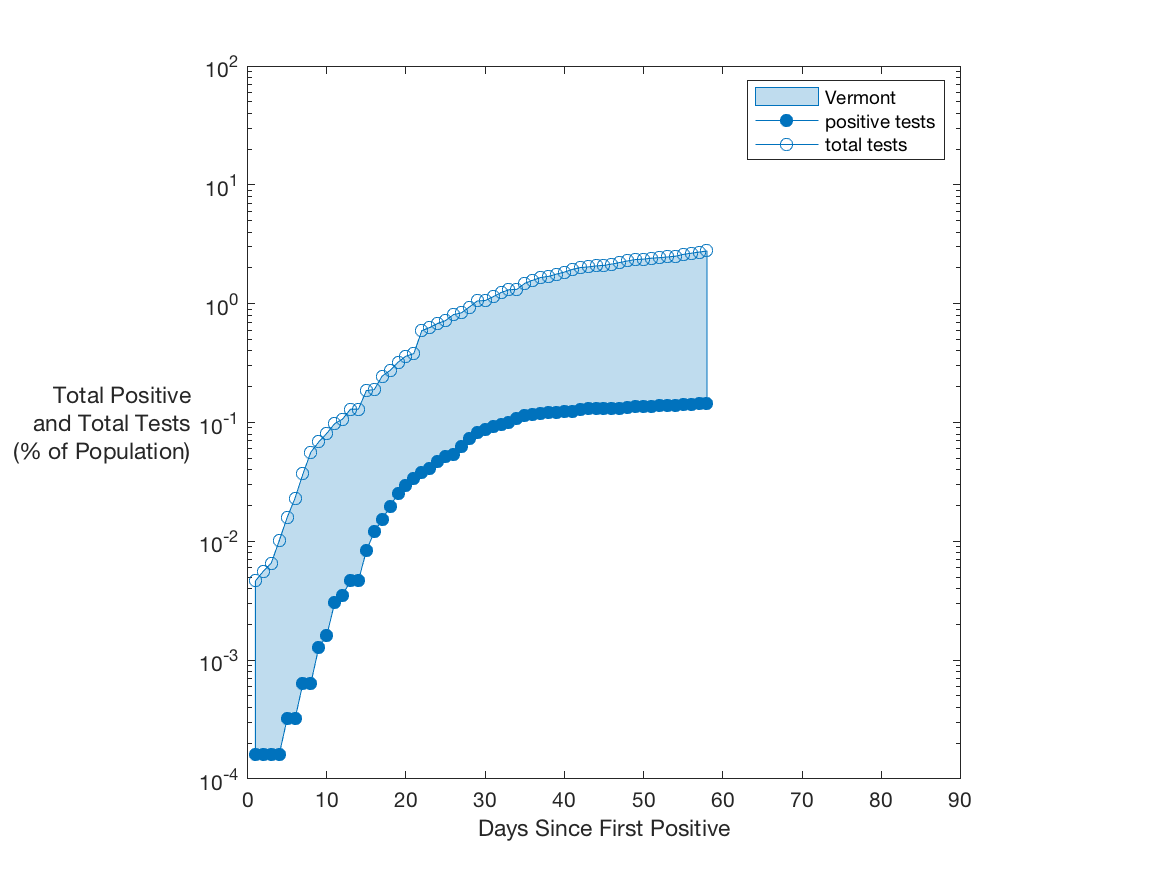 10^2
10^1
10^0
10^-1
10^-2
10^-3
10^-4
Total Positive
and Total Tests
(% of Population)
Vermont
positive tests
total tests
0 10 20 30 40 50 60 70 80 90
Days Since First Positive